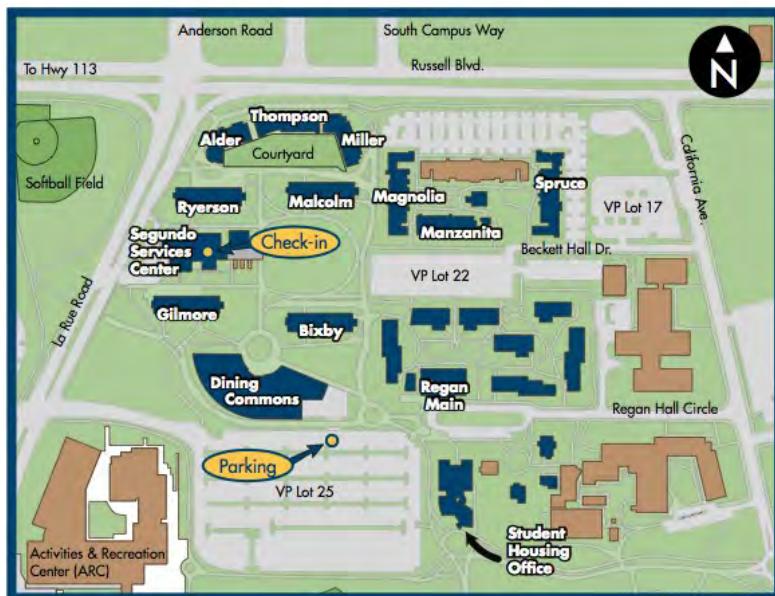 Anderson Road
South Campus Way
To Hwy 113
Russell Blvd.
N
Thompson
Alder
Miller
Courtyard
California Ave.
Softball Field
Ryerson
Malcolm
Magnolia
Spruce
Manzanita
VP Lot 17
Segundo
Services
Center
Check-in
Beckett Hall Dr.
VP Lot 22
La Rue Road
Gilmore
Bixby
Dining
Commons
Regan
Main
Regan Hall Circle
Parking
VP Lot 25
Student
Housing
Office
Activities & Recreation
Center (ARC)